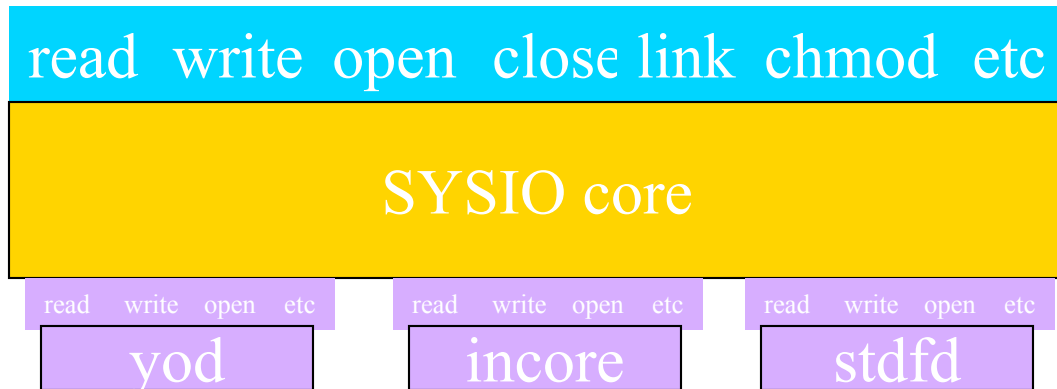 read write open close link chmod etc
SYSIO core
read write open etc read write open etc read write open etc
yod incore stdfd